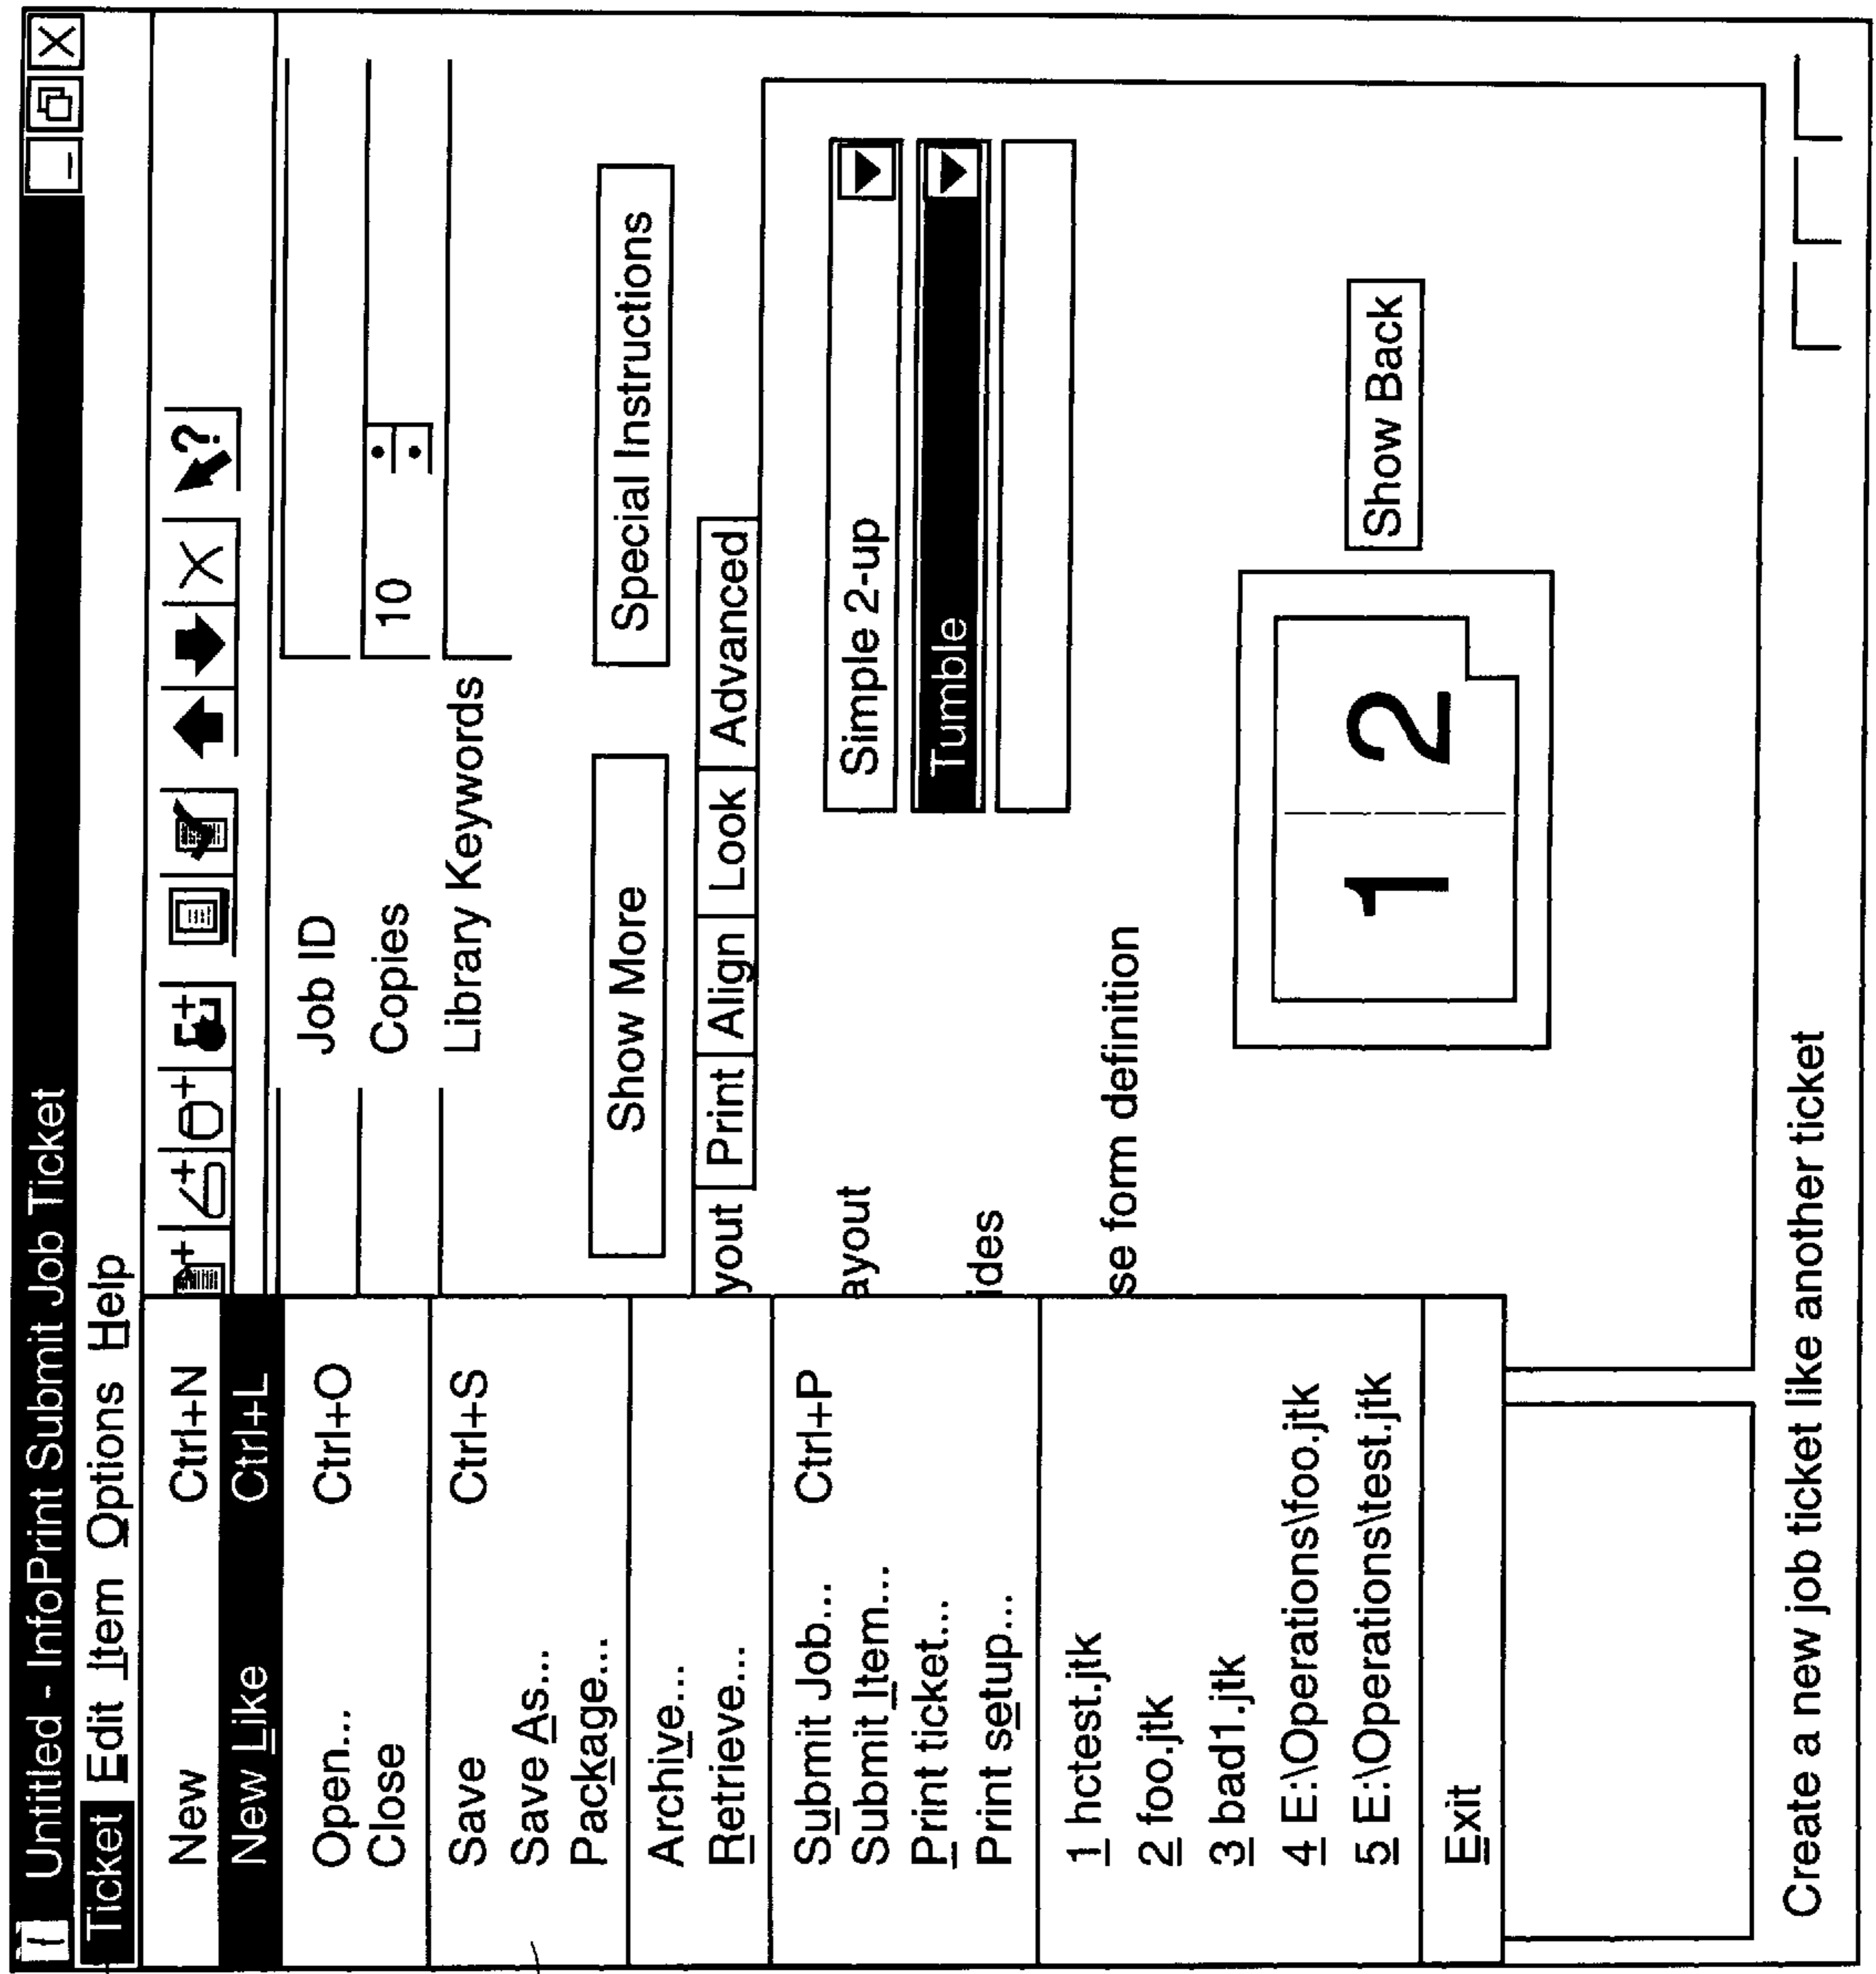 Untitled - InfoPrint Submit Job Ticket
Ticket Edit Item Options Help
New Ctrl+N
New Like Ctrl+L
Open... Ctrl+O
Close
Save Ctrl+S
Save As...
Package...
Archive...
Retrieve...
Submit Job... Ctrl+P
Submit Item...
Print ticket...
Print setup...
1 hctest.jtk
2 foo.jtk
3 bad1.jtk
4 E:\Operations\foo.jtk
5 E:\Operations\test.jtk
Exit
Job ID
Copies 10
Library Keywords
Show More Special Instructions
yout Print Align Look Advanced
ayout Simple 2-up
ides Tumble
se form definition
1 2
Show Back
Create a new job ticket like another ticket